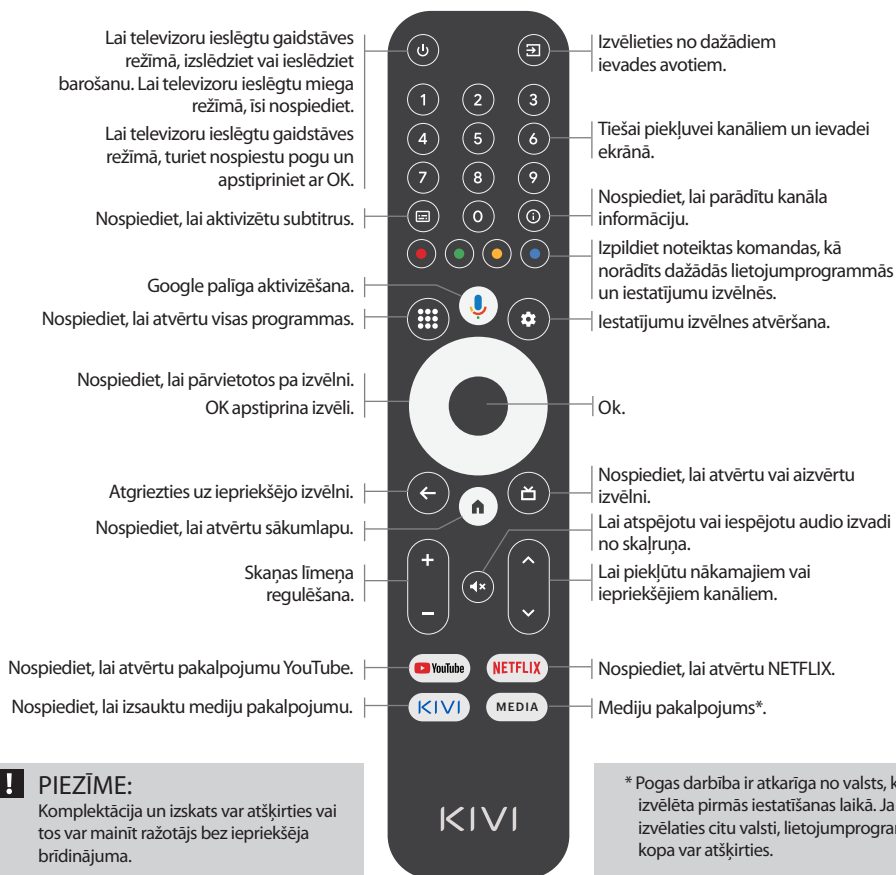 Lai televizoru ieslēgtu gaidstāves
režīmā, izslēdziet vai ieslēdziet
barošanu. Lai televizoru ieslēgtu miega
režīmā, īsi nospiediet.
Lai televizoru ieslēgtu gaidstāves
režīmā, turiet nospiestu pogu un
apstipriniet ar OK.
Nospiediet, lai aktivizētu subtitrus.
Google palīga aktivizēšana.
Nospiediet, lai atvērtu visas programmas.
Nospiediet, lai pārvietotos pa izvēlni.
OK apstiprina izvēli.
Atgriezties uz iepriekšējo izvēlni.
Nospiediet, lai atvērtu sākumlapu.
Skaņas līmeņa
regulēšana.
Nospiediet, lai atvērtu pakalpojumu YouTube.
Nospiediet, lai izsauktu mediju pakalpojumu.
1 2 3
4 5 6
7 8 9
0
YouTube NETFLIX
KIVI MEDIA
KIVI
Izvēlieties no dažādiem
ievades avotiem.
Tiešai piekļuvei kanāliem un ievadei
ekrānā.
Nospiediet, lai parādītu kanāla
informāciju.
Izpildiet noteiktas komandas, kā
norādīts dažādās lietojumprogrammās
un iestatījumu izvēlnēs.
Iestatījumu izvēlnes atvēršana.
Ok.
Nospiediet, lai atvērtu vai aizvērtu
izvēlni.
Lai atspējotu vai iespējotu audio izvadi
no skaļruņa.
Lai piekļūtu nākamajiem vai
iepriekšējiem kanāliem.
Nospiediet, lai atvērtu NETFLIX.
Mediju pakalpojums*.
! PIEZĪME:
Komplektācija un izskats var atšķirties vai
tos var mainīt ražotājs bez iepriekšēja
brīdinājuma.
* Pogas darbība ir atkarīga no valsts,
izvēlēta pirmās iestatīšanas laikā. Ja
izvēlaties citu valsti,
kopa var atšķirties.